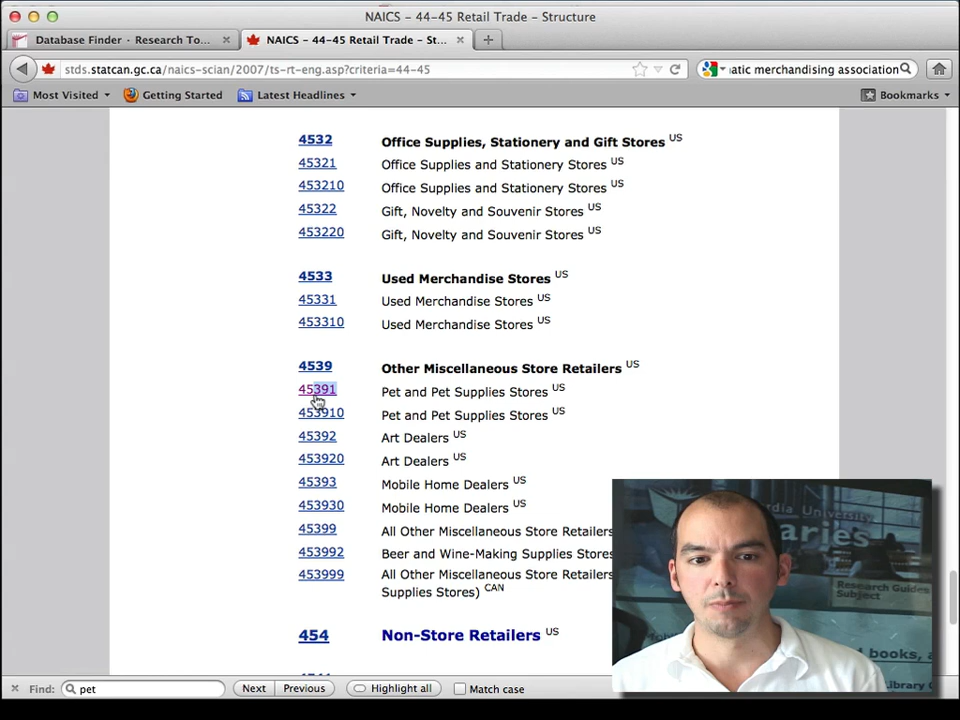 NAICS - 44-45 Retail Trade - Structure
Database Finder · Research To...
NAICS - 44-45 Retail Trade - St...
stds.statcan.gc.ca/naics-scian/2007/ts-rt-eng.asp?criteria=44-45
atic merchandising association
Most Visited
Getting Started
Latest Headlines
Bookmarks
4532 Office Supplies, Stationery and Gift Stores US
45321 Office Supplies and Stationery Stores US
453210 Office Supplies and Stationery Stores US
45322 Gift, Novelty and Souvenir Stores US
453220 Gift, Novelty and Souvenir Stores US
4533 Used Merchandise Stores US
45331 Used Merchandise Stores US
453310 Used Merchandise Stores US
4539 Other Miscellaneous Store Retailers US
45391 Pet and Pet Supplies Stores US
453910 Pet and Pet Supplies Stores US
45392 Art Dealers US
453920 Art Dealers US
45393 Mobile Home Dealers US
453930 Mobile Home Dealers US
45399 All Other Miscellaneous Store Retailers
453992 Beer and Wine-Making Supplies Stores
453999 All Other Miscellaneous Store Retailers
Supplies Stores) CAN
454 Non-Store Retailers US
rdia University
raries
Research Guides
Subject
d books, a
Library C
Find: pet Next Previous Highlight all Match case